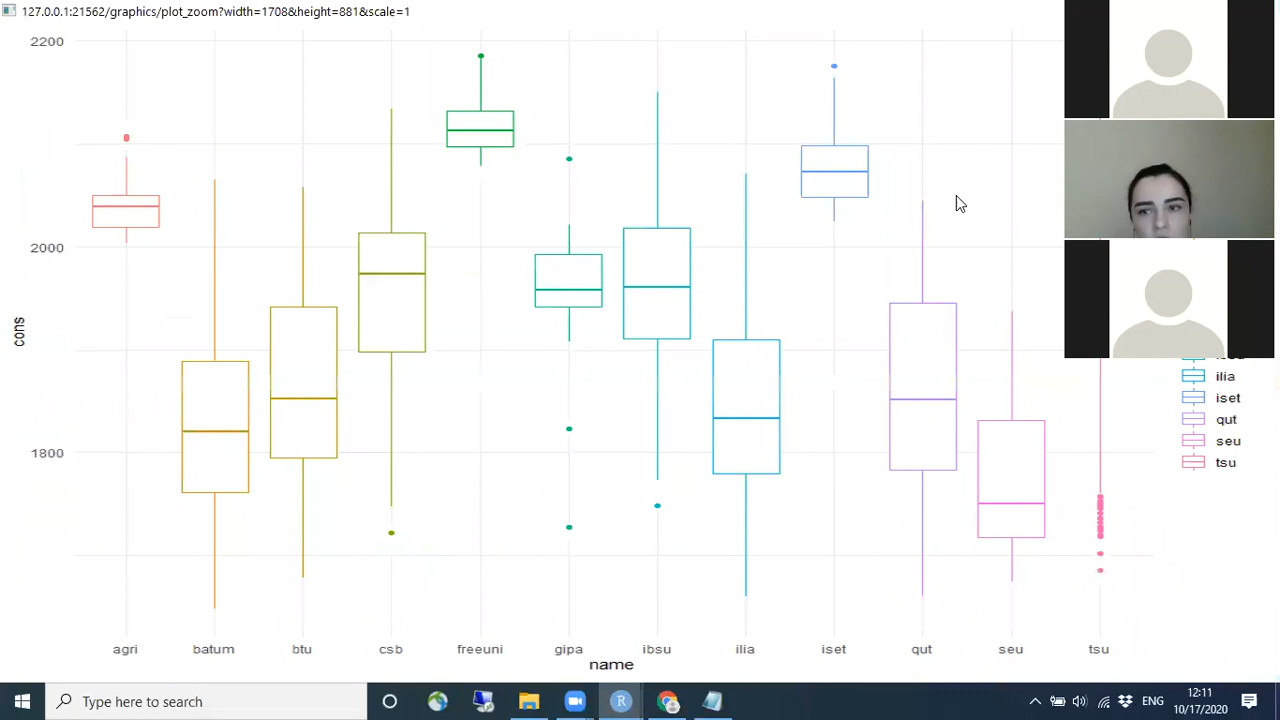 127.0.0.1:21562/graphics/plot_zoom?width=1708&height=881&scale=1
2200
2000
1800
cons
agri
batum
btu
csb
freeuni
gipa
ibsu
ilia
iset
qut
seu
tsu
name
ilia
iset
qut
seu
tsu
Type here to search
R
ENG
12:11
10/17/2020